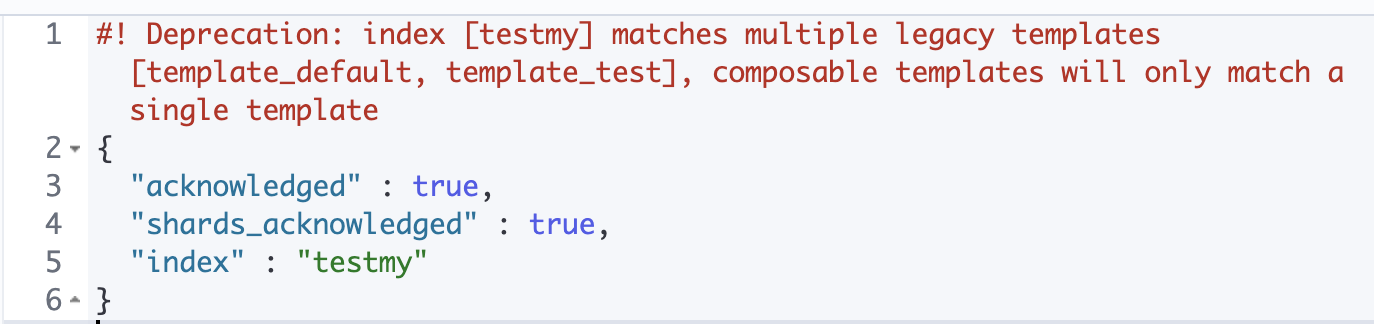 1 #! Deprecation: index [testmy] matches multiple legacy templates
[template_default, template_test], composable templates will only match a
single template
2 {
3 "acknowledged" : true,
4 "shards_acknowledged" : true,
5 "index" : "testmy"
6 }